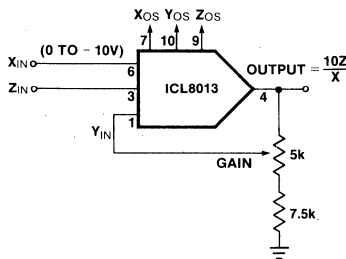 XOS YOS ZOS
7 10 9
XIN (0 TO – 10V) 6
ZIN 3
YIN 1
ICL8013
4
OUTPUT = 10Z/X
GAIN
5k
7.5k